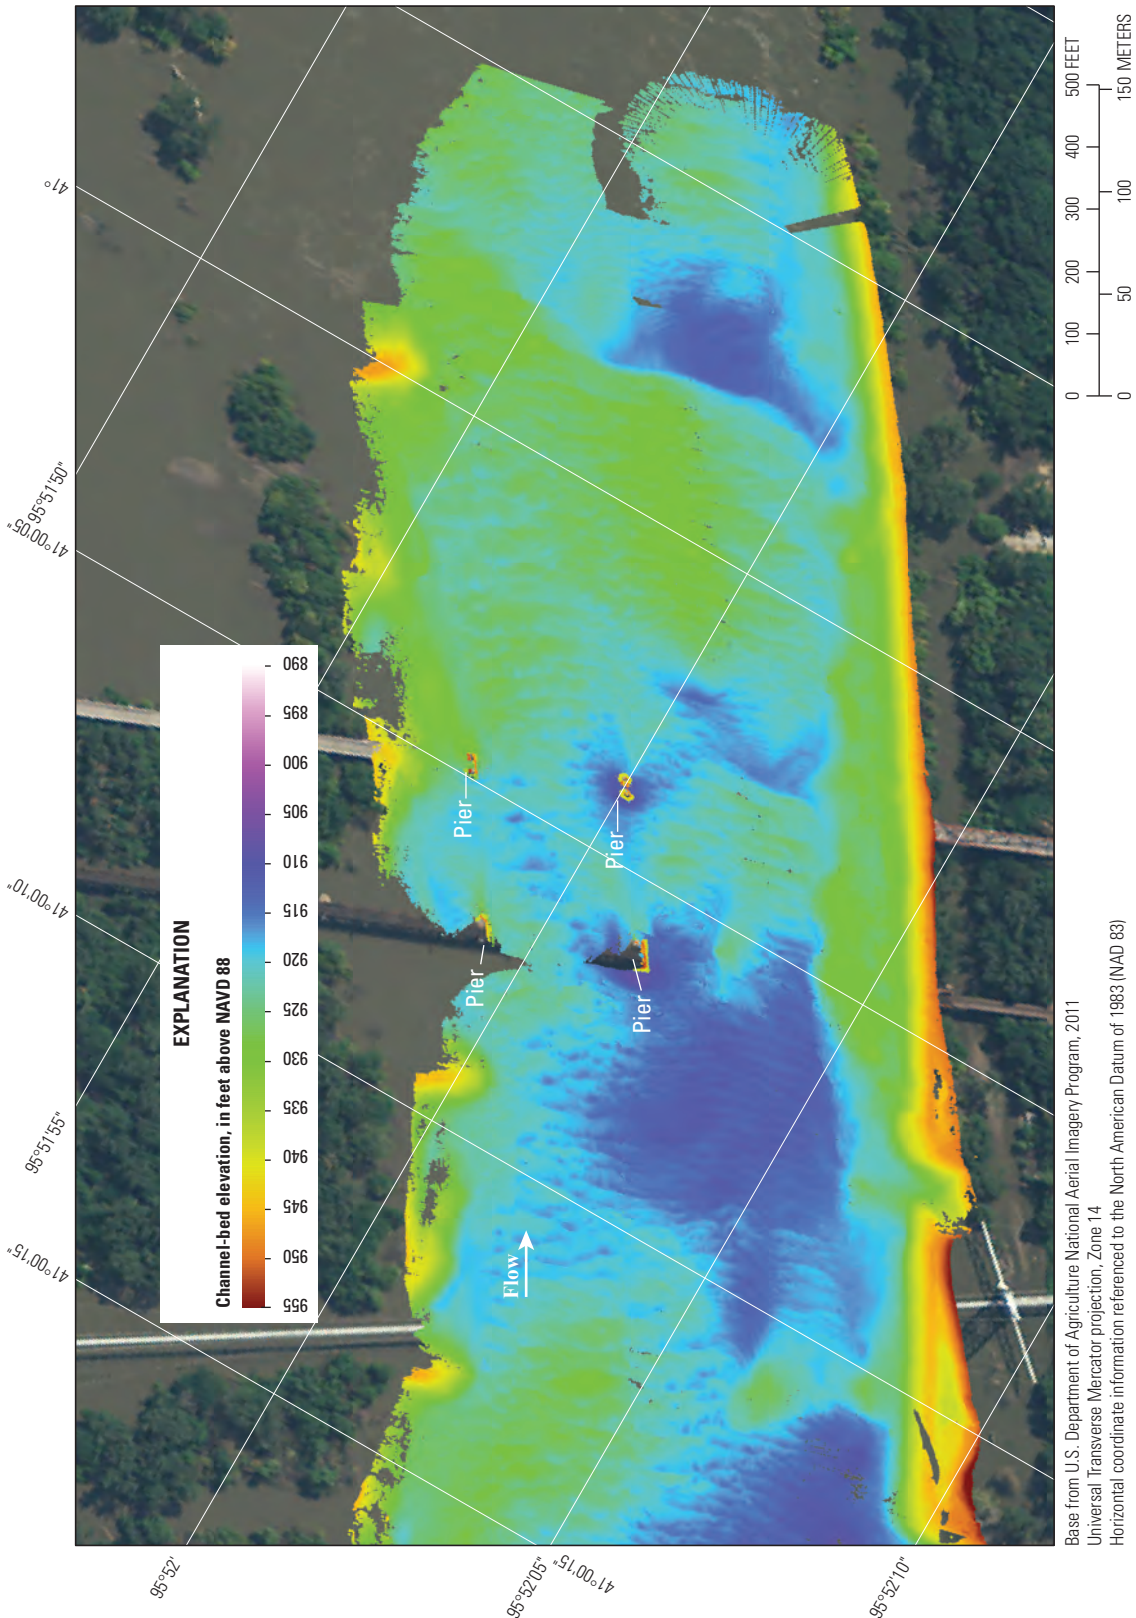 41°
95°51'50"
41°00'05"
41°00'10"
95°51'55"
41°00'15"
95°52'
95°52'05"
41°00'15"
95°52'10"
EXPLANATION
Channel-bed elevation, in feet above NAVD 88
890
895
900
905
910
915
920
925
930
935
940
945
950
955
Pier
Pier
Pier
Pier
Flow
0 100 200 300 400 500 FEET
0 50 100 150 METERS
Base from U.S. Department of Agriculture National Aerial Imagery Program, 2011
Universal Transverse Mercator projection, Zone 14
Horizontal coordinate information referenced to the North American Datum of 1983 (NAD 83)